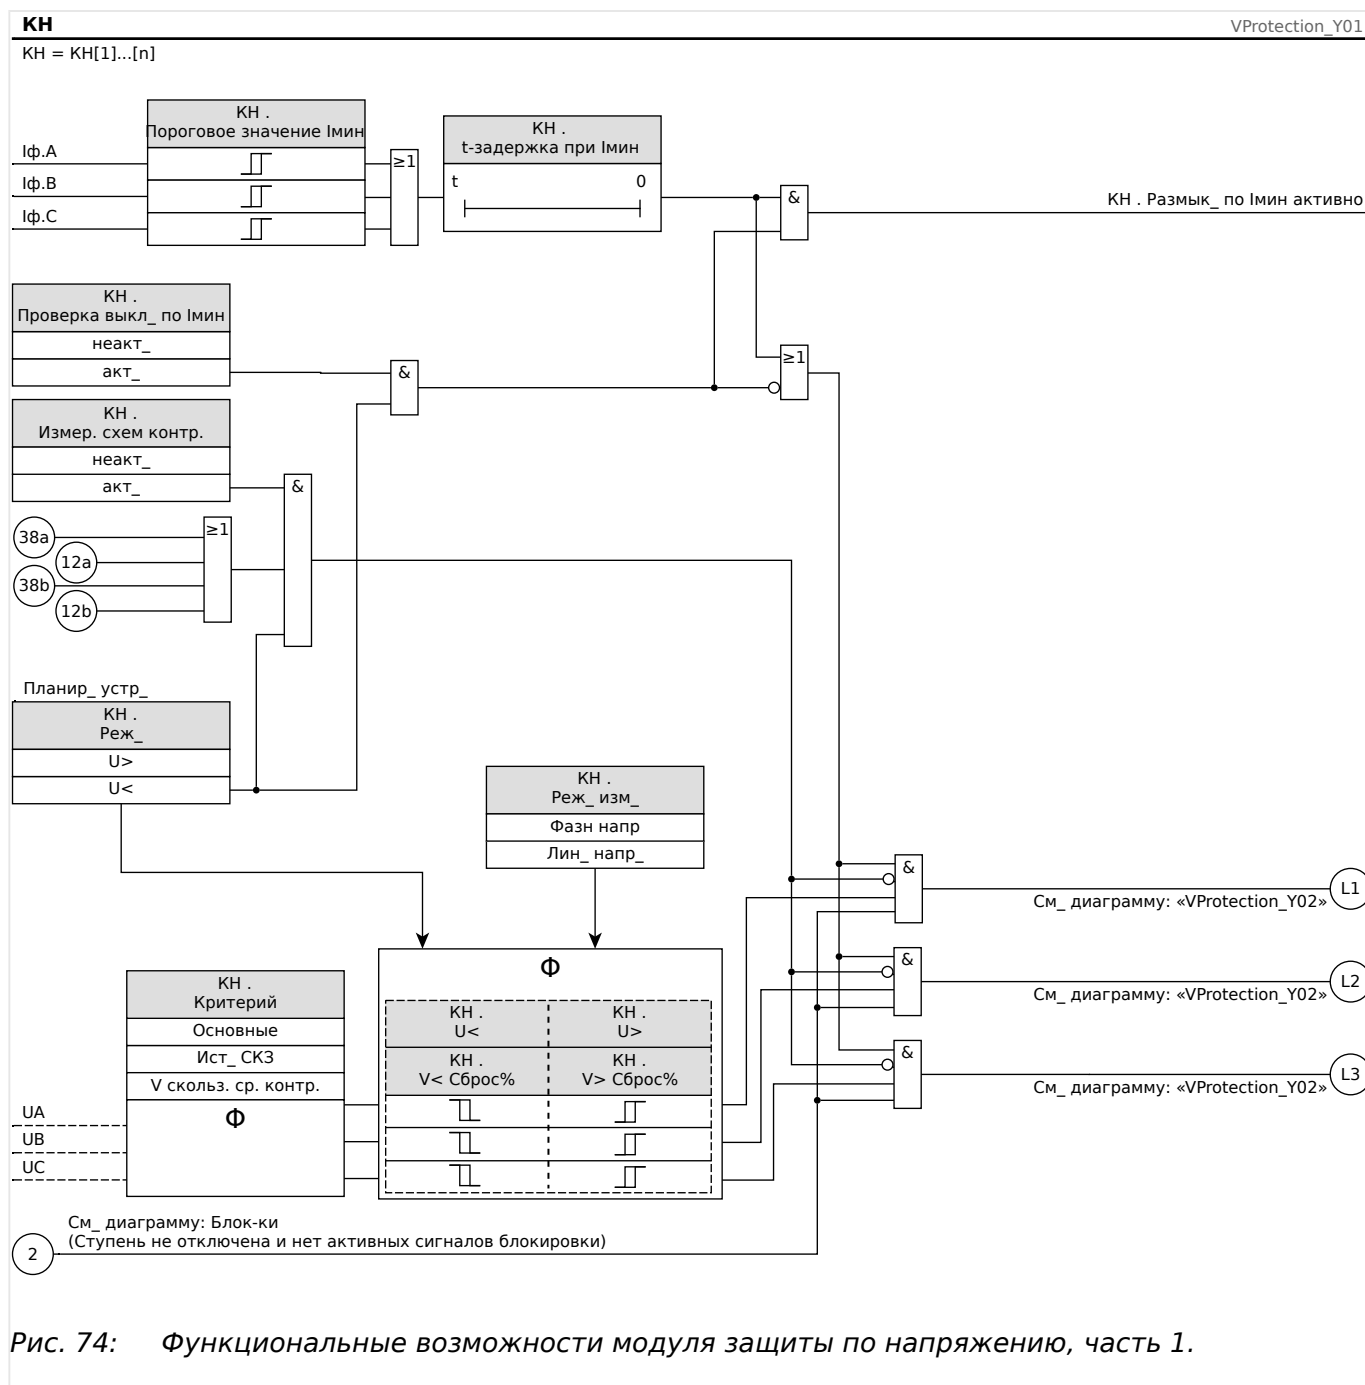 КН
VProtection_Y01
КН = КН[1]...[n]
КН .
Пороговое значение Iмин
Iф.A
Iф.B
Iф.C
≥1
КН .
t-задержка при Iмин
t
0
&
КН . Размык_ по Iмин активно
КН .
Проверка выкл_ по Iмин
неакт_
акт_
&
≥1
КН .
Измер. схем контр.
неакт_
акт_
&
38a
12a
38b
12b
≥1
Планир_ устр_
КН .
Реж_
U>
U<
КН .
Реж_ изм_
Фазн напр
Лин_ напр_
&
L1
См_ диаграмму: «VProtection_Y02»
&
L2
См_ диаграмму: «VProtection_Y02»
&
L3
См_ диаграмму: «VProtection_Y02»
Ф
КН .
U<
КН .
U>
КН .
V< Сброс%
КН .
V> Сброс%
КН .
Критерий
Основные
Ист_ СКЗ
V скольз. ср. контр.
Ф
UA
UB
UC
См_ диаграмму: Блок-ки
(Ступень не отключена и нет активных сигналов блокировки)
2
Рис. 74: Функциональные возможности модуля защиты по напряжению, часть 1.